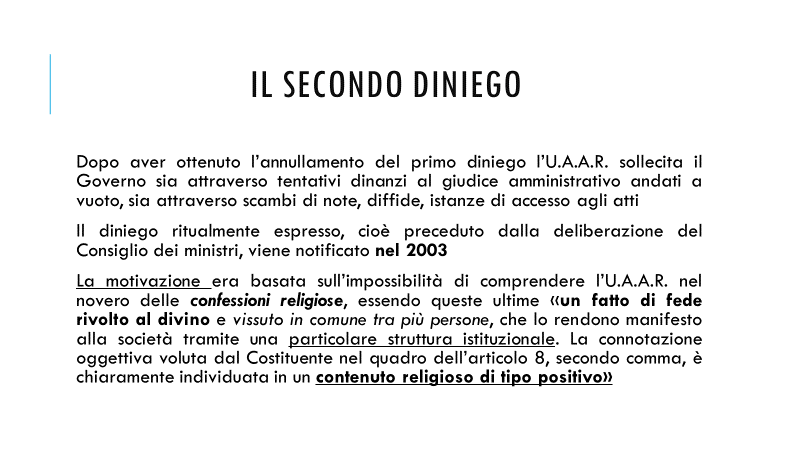 IL SECONDO DINIEGO
Dopo aver ottenuto l’annullamento del primo diniego l’U.A.A.R. sollecita il
Governo sia attraverso tentativi dinanzi al giudice amministrativo andati a
vuoto, sia attraverso scambi di note, diffide, istanze di accesso agli atti
Il diniego ritualmente espresso, cioè preceduto dalla deliberazione del
Consiglio dei ministri, viene notificato nel 2003
La motivazione era basata sull’impossibilità di comprendere l’U.A.A.R. nel
novero delle confessioni religiose, essendo queste ultime «un fatto di fede
rivolto al divino e vissuto in comune tra più persone, che lo rendono manifesto
alla società tramite una particolare struttura istituzionale. La connotazione
oggettiva voluta dal Costituente nel quadro dell’articolo 8, secondo comma, è
chiaramente individuata in un contenuto religioso di tipo positivo»